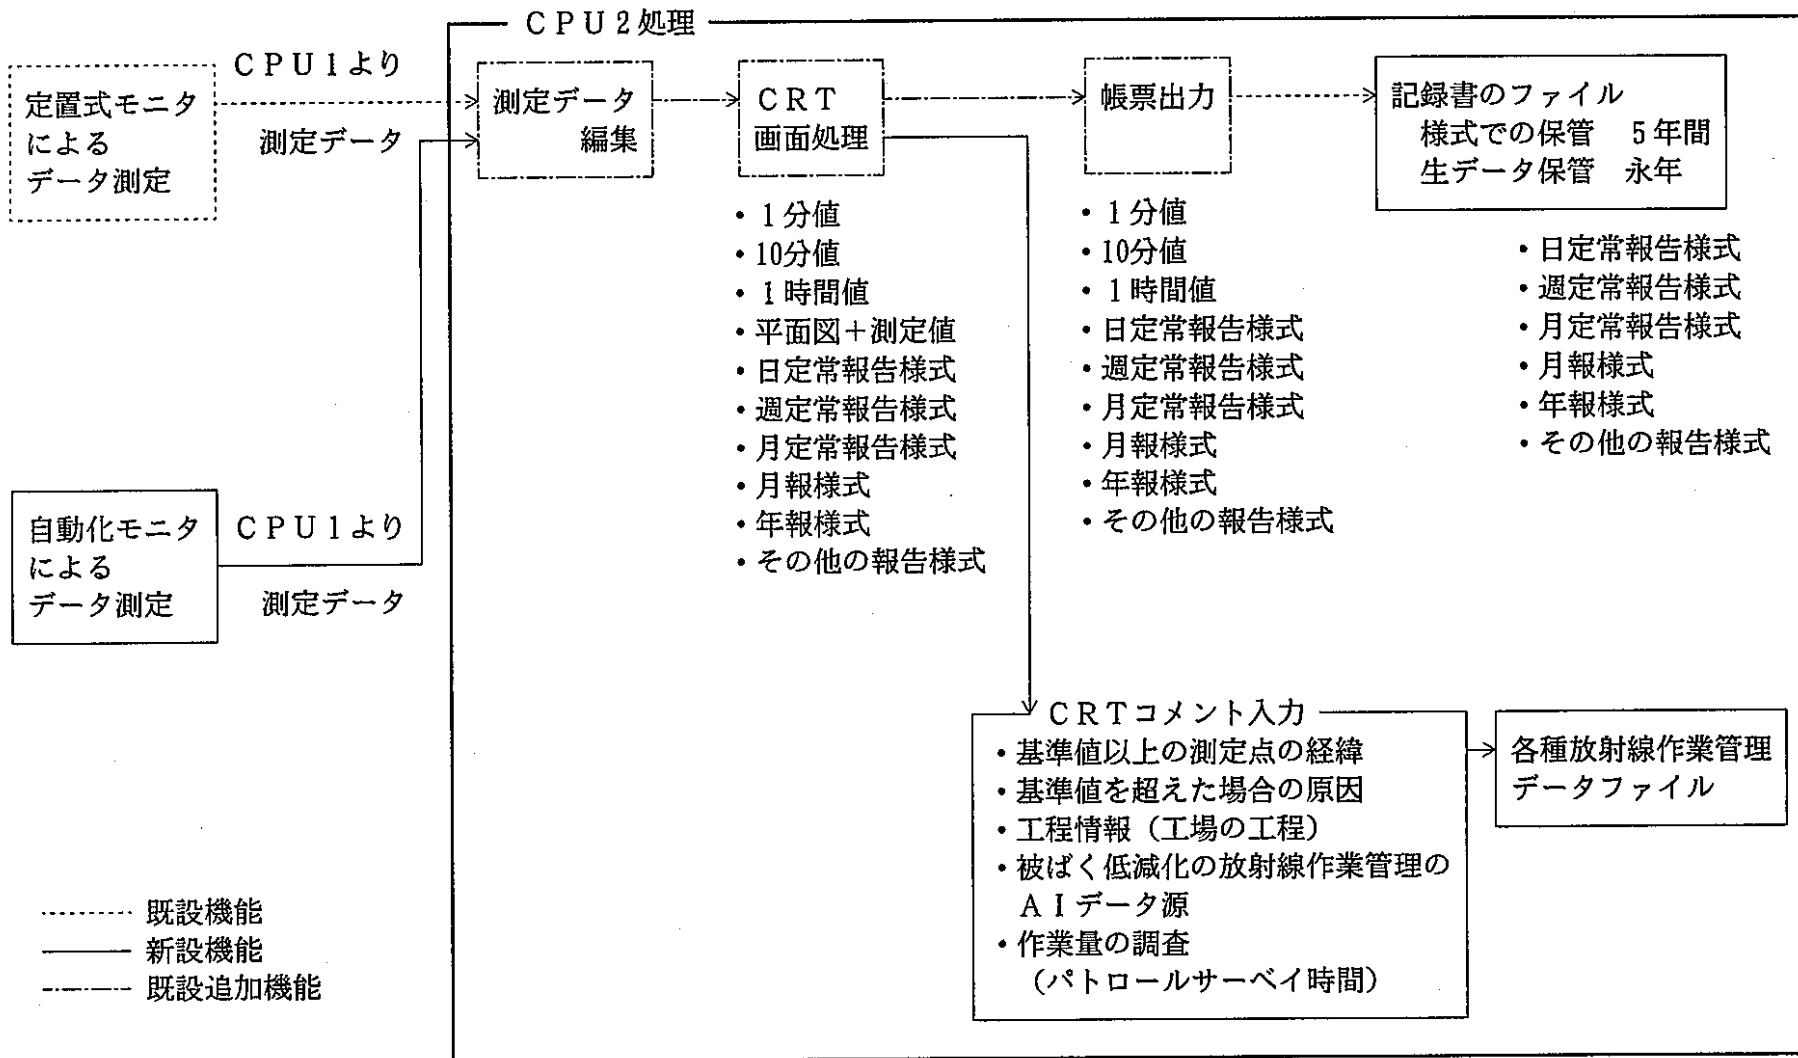 CPU2処理
CPU1より
定置式モニタ
による
データ測定
測定データ
測定データ
編集
CRT
画面処理
帳票出力
記録書のファイル
様式での保管 5年間
生データ保管 永年
・1分値
・10分値
・1時間値
・平面図+測定値
・日定常報告様式
・週定常報告様式
・月定常報告様式
・月報様式
・年報様式
・その他の報告様式
・1分値
・10分値
・1時間値
・日定常報告様式
・週定常報告様式
・月定常報告様式
・月報様式
・年報様式
・その他の報告様式
・日定常報告様式
・週定常報告様式
・月定常報告様式
・月報様式
・年報様式
・その他の報告様式
自動化モニタ
による
データ測定
CPU1より
測定データ
CRTコメント入力
・基準値以上の測定点の経緯
・基準値を超えた場合の原因
・工程情報(工場の工程)
・被ばく低減化の放射線作業管理の
AIデータ源
・作業量の調査
(パトロールサーベイ時間)
各種放射線作業管理
データファイル
既設機能
新設機能
既設追加機能